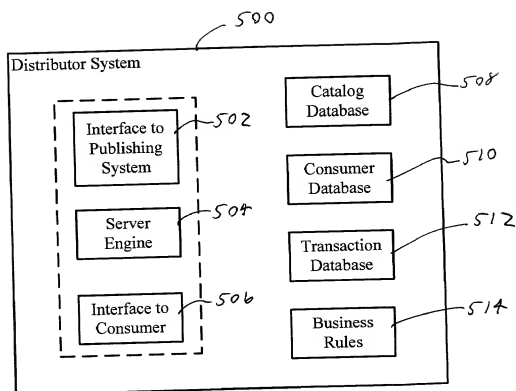 500
Distributor System
Interface to
Publishing
System
502
Server
Engine
504
Interface to
Consumer
506
Catalog
Database
508
Consumer
Database
510
Transaction
Database
512
Business
Rules
514